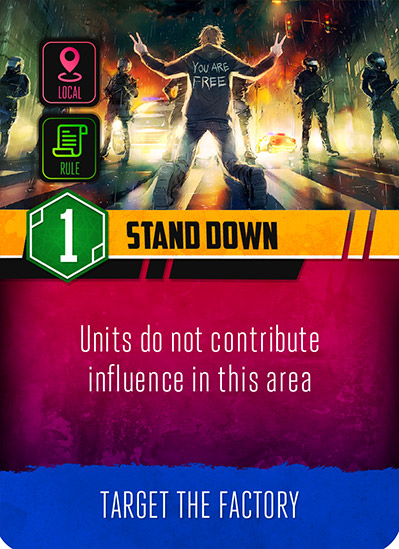 YOU ARE
FREE
LOCAL
RULE
1
STAND DOWN
Units do not contribute
influence in this area
TARGET THE FACTORY